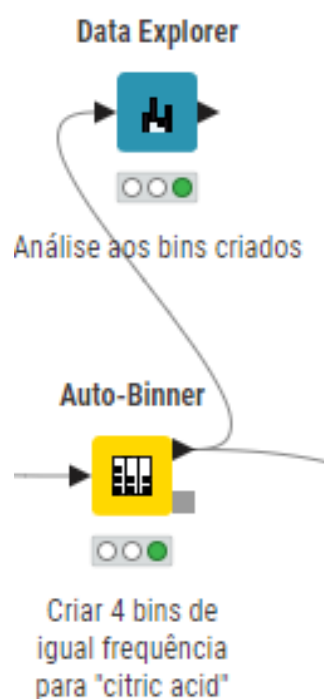 Data Explorer
Análise aos bins criados
Auto-Binner
Criar 4 bins de
igual frequência
para "citric acid"